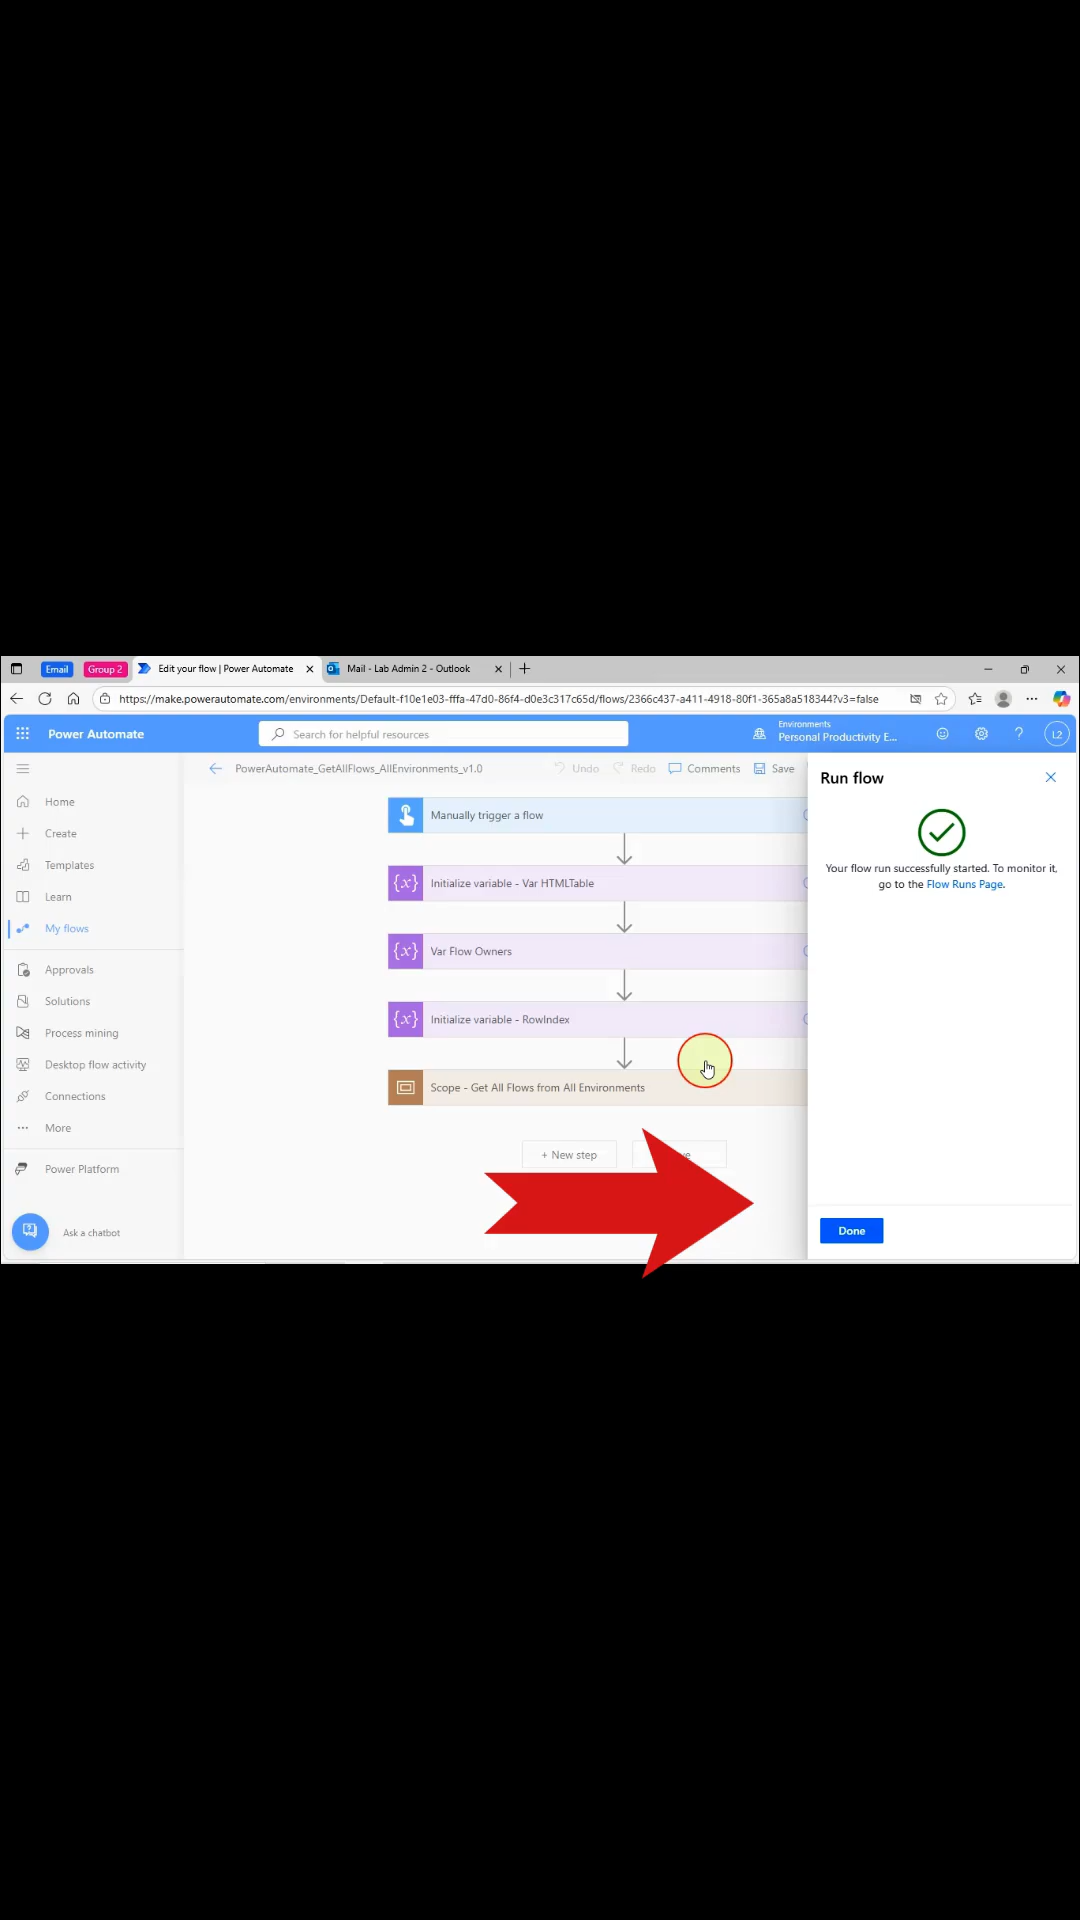 Email
Group 2
Edit your flow | Power Automate
Mail - Lab Admin 2 - Outlook
https://make.powerautomate.com/environments/Default-f10e1e03-fffa-47d0-86f4-d0e3c317c65d/flows/2366c437-a411-4918-80f1-365a8a518344?v3=false
Power Automate
Search for helpful resources
Environments
Personal Productivity E...
L2
PowerAutomate_GetAllFlows_AllEnvironments_v1.0
Undo
Redo
Comments
Save
Home
Create
Templates
Learn
My flows
Approvals
Solutions
Process mining
Desktop flow activity
Connections
More
Power Platform
Ask a chatbot
Manually trigger a flow
{x} Initialize variable - Var HTMLTable
{x} Var Flow Owners
{x} Initialize variable - RowIndex
Scope - Get All Flows from All Environments
+ New step
Run flow
Your flow run successfully started. To monitor it,
go to the Flow Runs Page.
Done